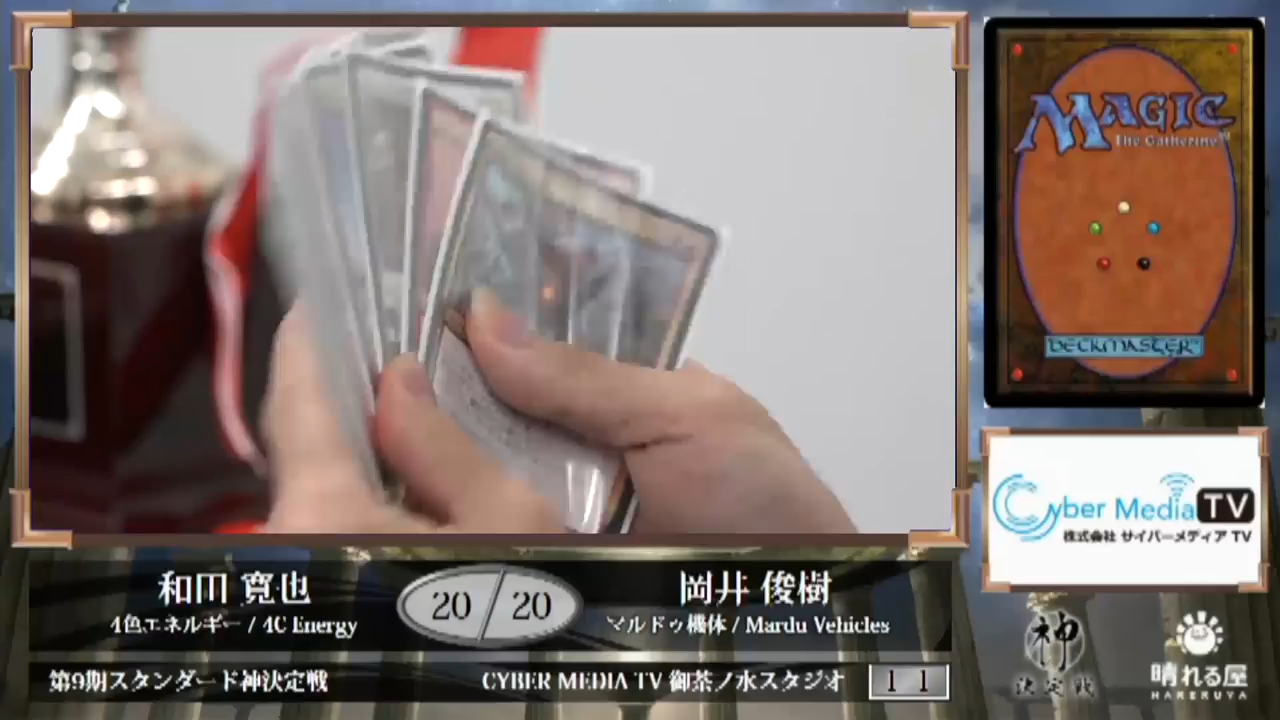 MAGIC
The Gathering
DECKMASTER
Cyber Media TV
株式会社 サイバーメディア TV
和田 寛也
4色エネルギー / 4C Energy
20 / 20
岡井 俊樹
マルドゥ機体 / Mardu Vehicles
第9期スタンダード神決定戦
CYBER MEDIA TV 御茶ノ水スタジオ
1 1
神
決定戦
晴れる屋
HARERUYA